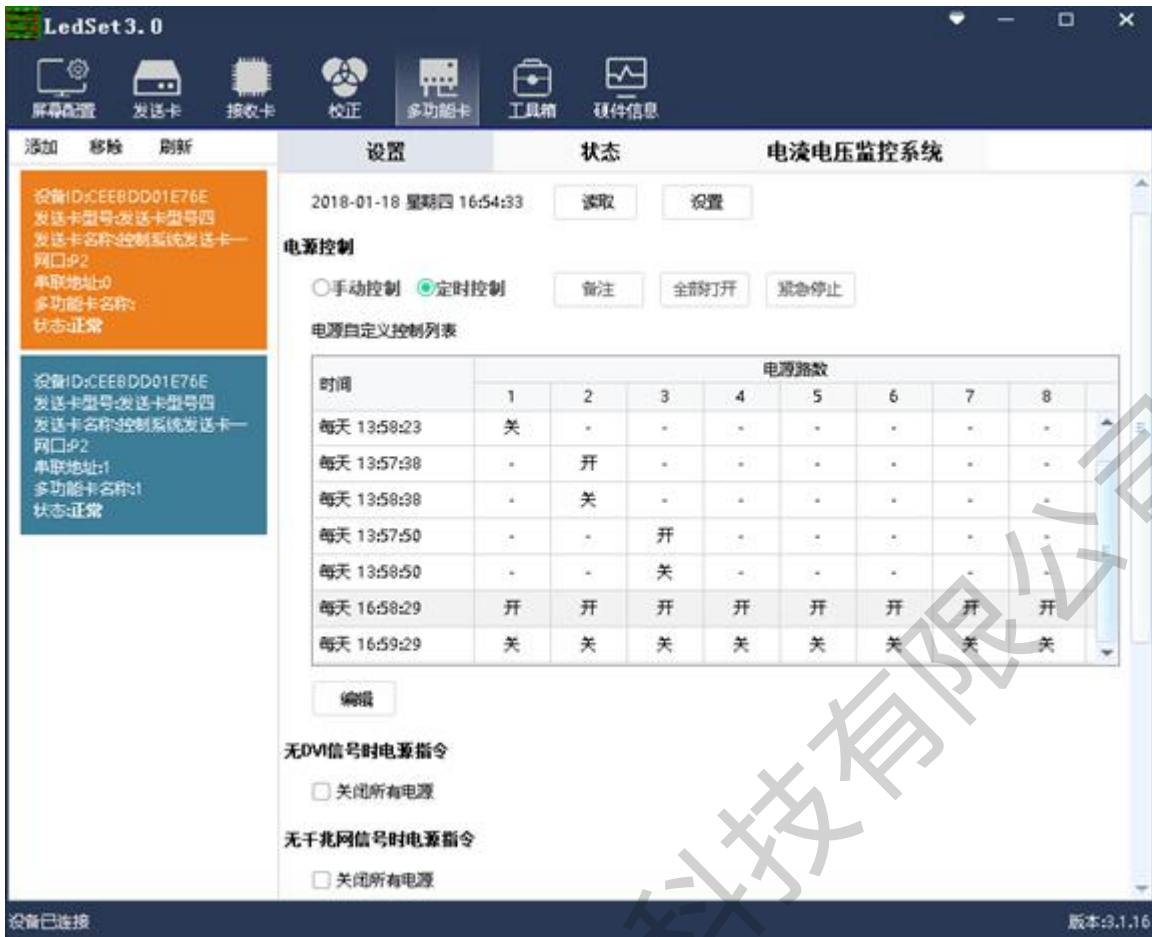 LedSet3.0
屏幕配置 发送卡 接收卡 校正 多功能卡 工具箱 硬件信息
添加 移除 刷新
设备ID:CEEBDD01E76E
发送卡型号:发送卡型号四
发送卡名称:控制系统发送卡一
网口:P2
串联地址:0
多功能卡名称:
状态:正常
设备ID:CEEBDD01E76E
发送卡型号:发送卡型号四
发送卡名称:控制系统发送卡一
网口:P2
串联地址:1
多功能卡名称:1
状态:正常
设置 状态 电流电压监控系统
2018-01-18 星期四 16:54:33 读取 设置
电源控制
手动控制 定时控制 备注 全部打开 紧急停止
电源自定义控制列表
时间 电源路数
1 2 3 4 5 6 7 8
每天 13:58:23 关 - - - - - - -
每天 13:57:38 - 开 - - - - - -
每天 13:58:38 - 关 - - - - - -
每天 13:57:50 - - 开 - - - - -
每天 13:58:50 - - 关 - - - - -
每天 16:58:29 开 开 开 开 开 开 开 开
每天 16:59:29 关 关 关 关 关 关 关 关
编辑
无DVI信号时电源指令
关闭所有电源
无千兆网信号时电源指令
关闭所有电源
设备已连接 版本:3.1.16
科技有限公司